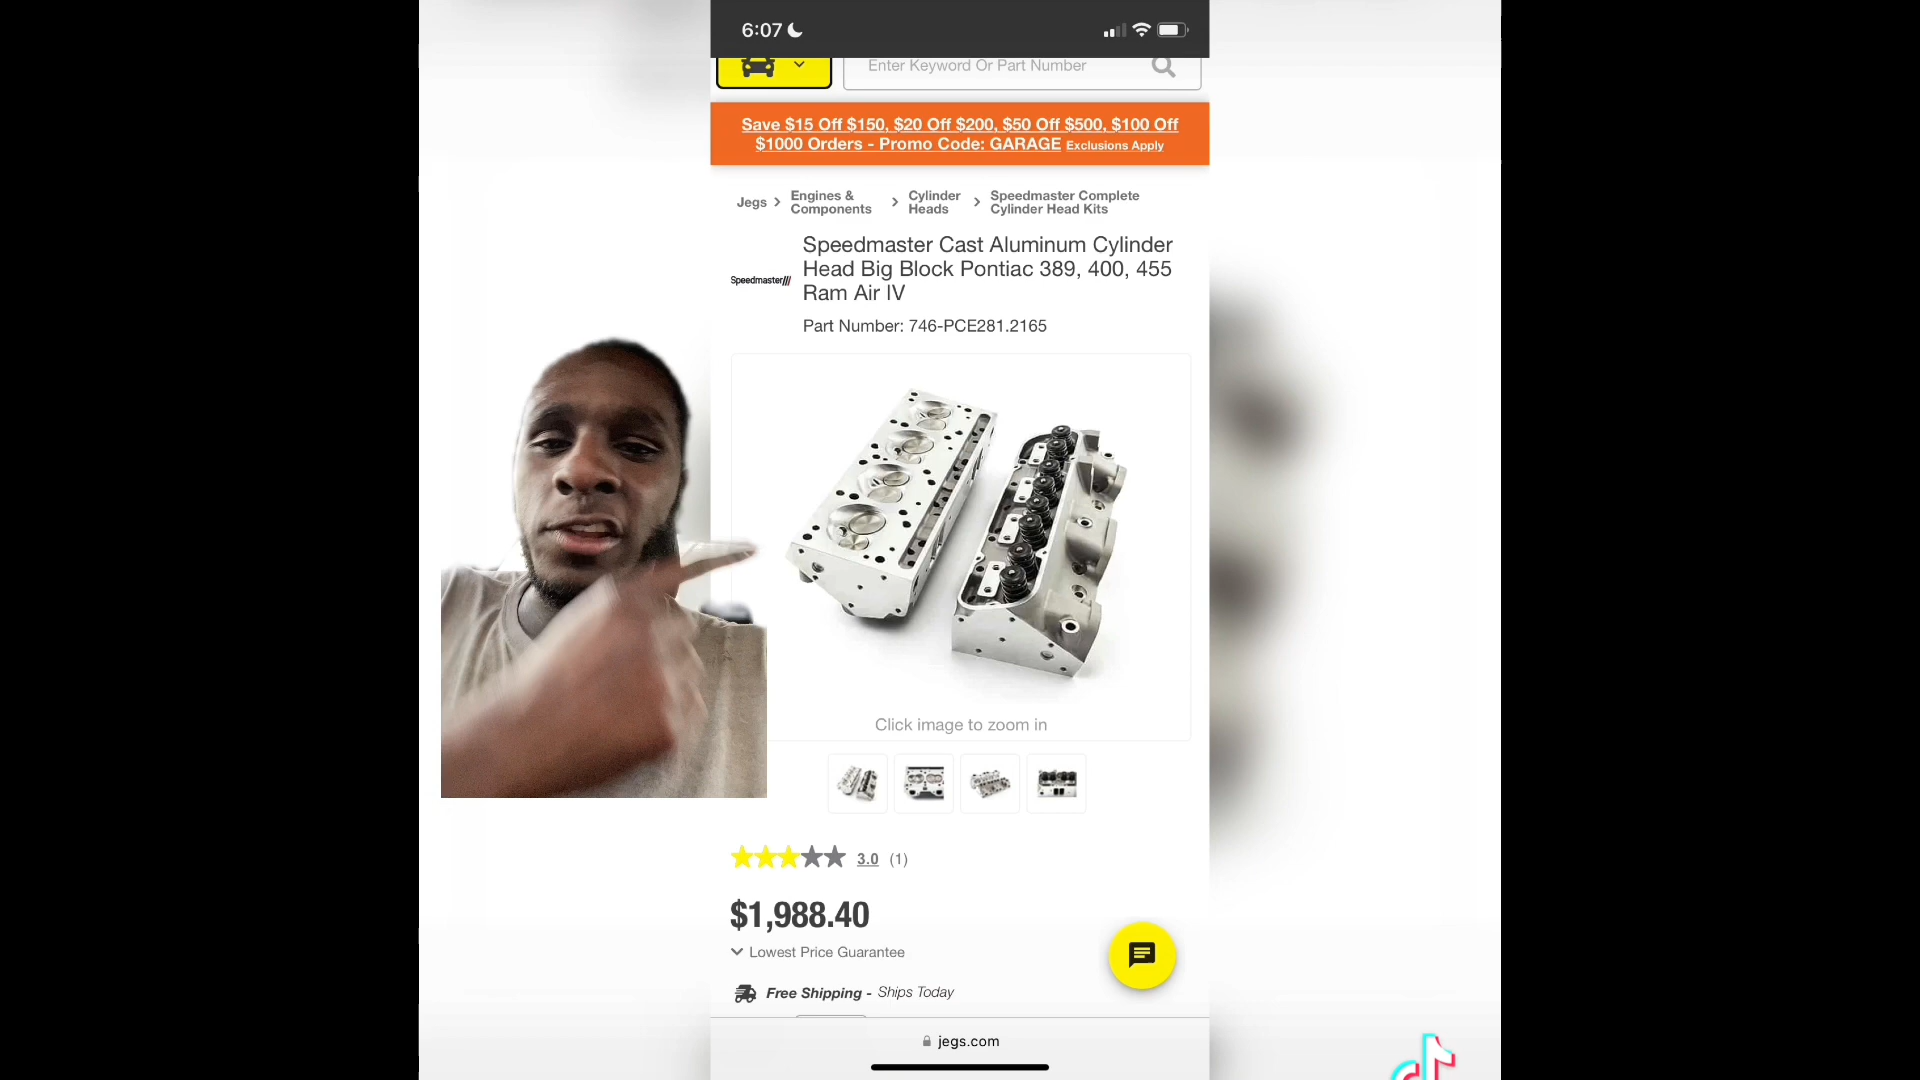 6:07
Enter Keyword Or Part Number
Save $15 Off $150, $20 Off $200, $50 Off $500, $100 Off
$1000 Orders - Promo Code: GARAGE Exclusions Apply
Jegs > Engines & Components > Cylinder Heads > Speedmaster Complete Cylinder Head Kits
Speedmaster Cast Aluminum Cylinder
Head Big Block Pontiac 389, 400, 455
Ram Air IV
Speedmaster
Part Number: 746-PCE281.2165
Click image to zoom in
3.0 (1)
$1,988.40
Lowest Price Guarantee
Free Shipping - Ships Today
jegs.com